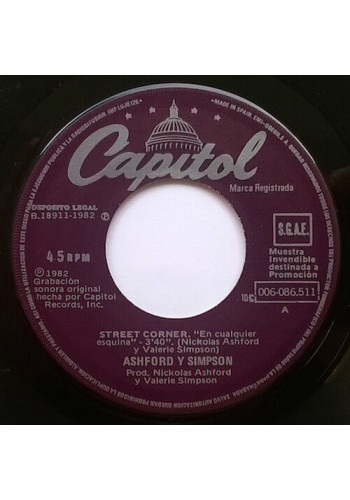 Capitol
Marca Registrada
DEPOSITO LEGAL
B.18911-1982
S.G.A.E.
45 RPM
Muestra
Invendible
destinada a
Promoción
℗ 1982
Grabación
sonora original
hecha por Capitol
Records, Inc.
10C 006-086.511
A
STREET CORNER. "En cualquier
esquina" - 3'40". (Nickolas Ashford
y Valerie Simpson)
ASHFORD Y SIMPSON
Prod. Nickolas Ashford
y Valerie Simpson